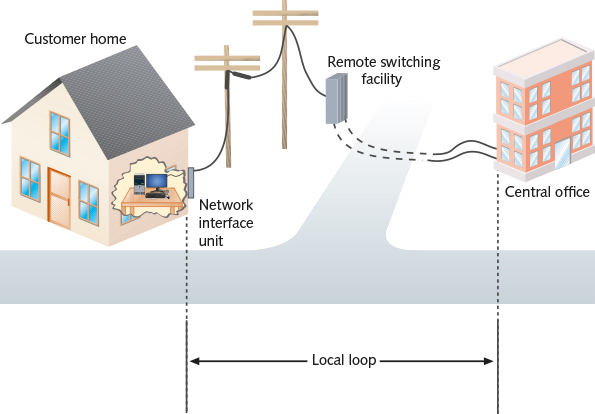 Customer home
Remote switching
facility
Central office
Network
interface
unit
Local loop